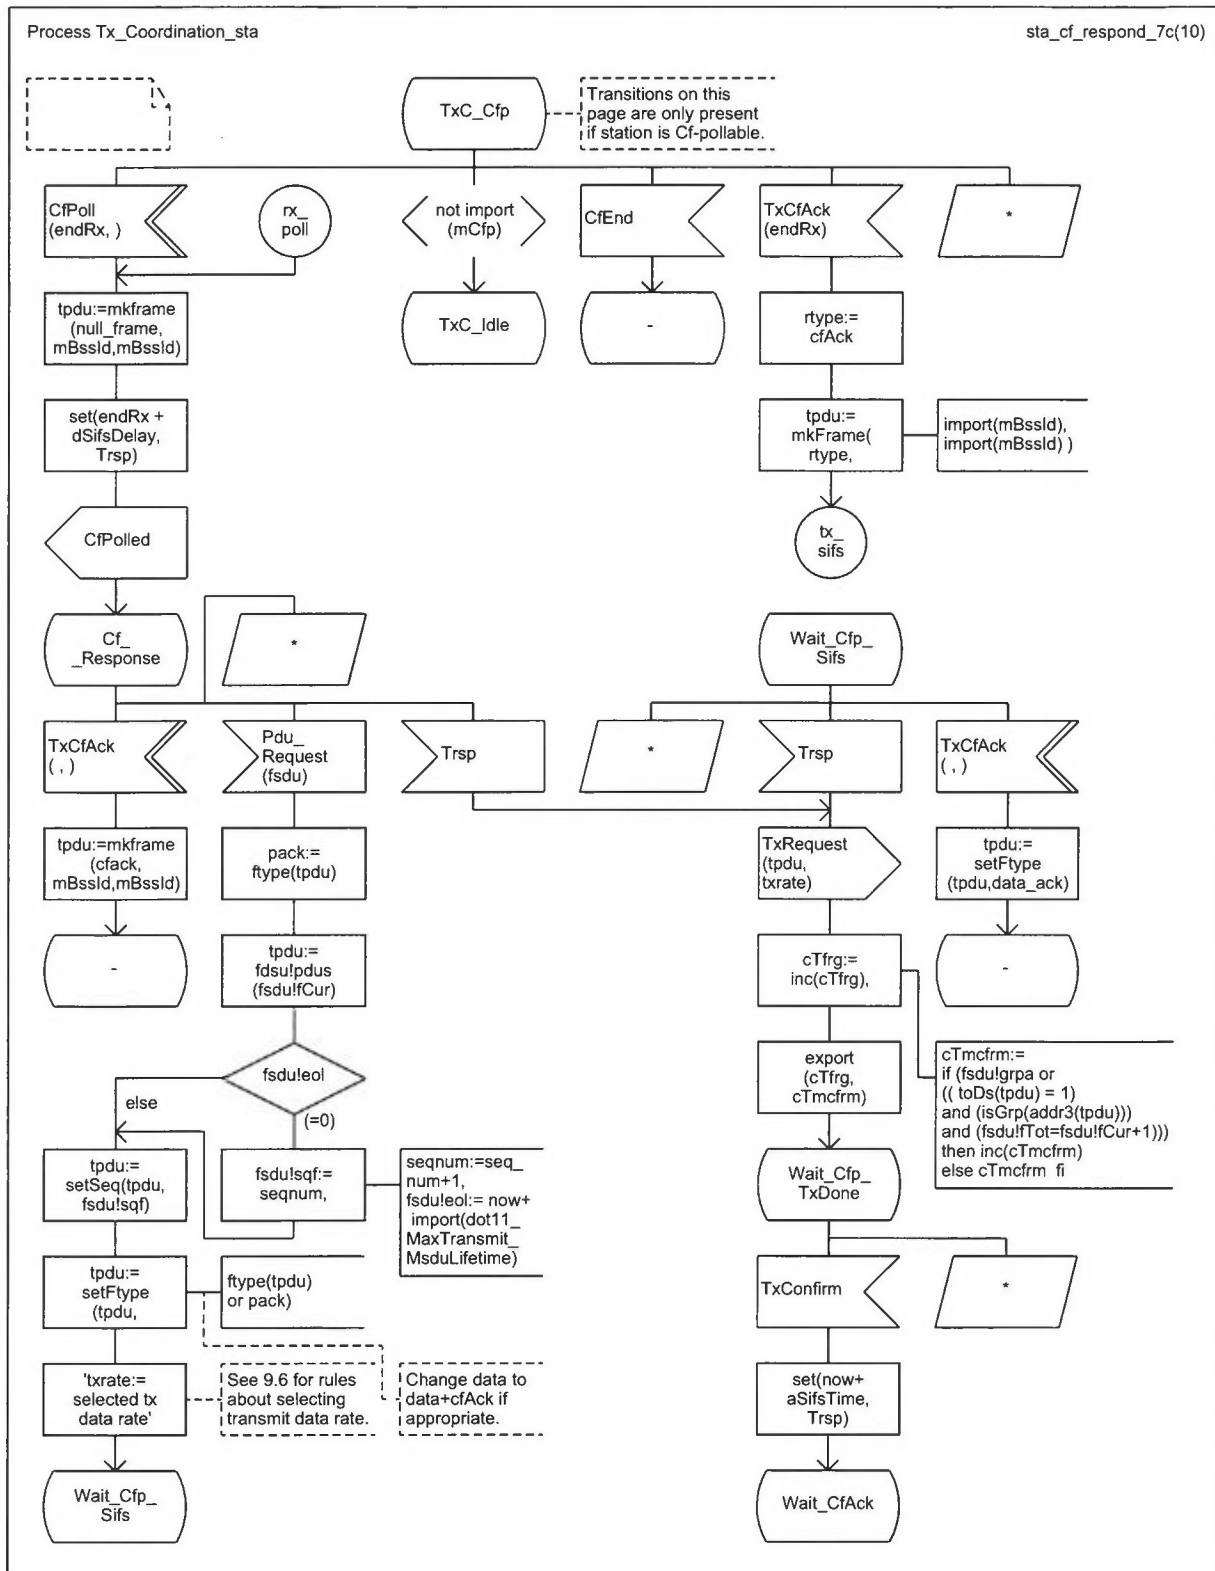 Process Tx_Coordination_sta
sta_cf_respond_7c(10)
TxC_Cfp
Transitions on this
page are only present
if station is Cf-pollable.
CfPoll
(endRx, )
rx_
poll
not import
(mCfp)
CfEnd
TxCfAck
(endRx)
*
tpdu:=mkframe
(null_frame,
mBssId,mBssId)
TxC_Idle
-
rtype:=
cfAck
set(endRx +
dSifsDelay,
Trsp)
tpdu:=
mkFrame(
rtype,
import(mBssId),
import(mBssId) )
CfPolled
tx_
sifs
Cf_
_Response
*
Wait_Cfp_
Sifs
TxCfAck
( , )
Pdu_
Request
(fsdu)
Trsp
*
Trsp
TxCfAck
( , )
tpdu:=mkframe
(cfack,
mBssId,mBssId)
pack:=
ftype(tpdu)
TxRequest
(tpdu,
txrate)
tpdu:=
setFtype
(tpdu,data_ack)
-
tpdu:=
fdsu!pdus
(fsdu!fCur)
cTfrg:=
inc(cTfrg),
-
fsdu!eol
else
(=0)
export
(cTfrg,
cTmcfrm)
cTmcfrm:=
if (fsdu!grpa or
(( toDs(tpdu) = 1)
and (isGrp(addr3(tpdu)))
and (fsdu!fTot=fsdu!fCur+1)))
then inc(cTmcfrm)
else cTmcfrm fi
tpdu:=
setSeq(tpdu,
fsdu!sqf)
fsdu!sqf:=
seqnum,
seqnum:=seq_
num+1,
fsdu!eol:= now+
import(dot11_
MaxTransmit_
MsduLifetime)
Wait_Cfp_
TxDone
tpdu:=
setFtype
(tpdu,
ftype(tpdu)
or pack)
TxConfirm
*
'txrate:=
selected tx
data rate'
See 9.6 for rules
about selecting
transmit data rate.
Change data to
data+cfAck if
appropriate.
set(now+
aSifsTime,
Trsp)
Wait_Cfp_
Sifs
Wait_CfAck